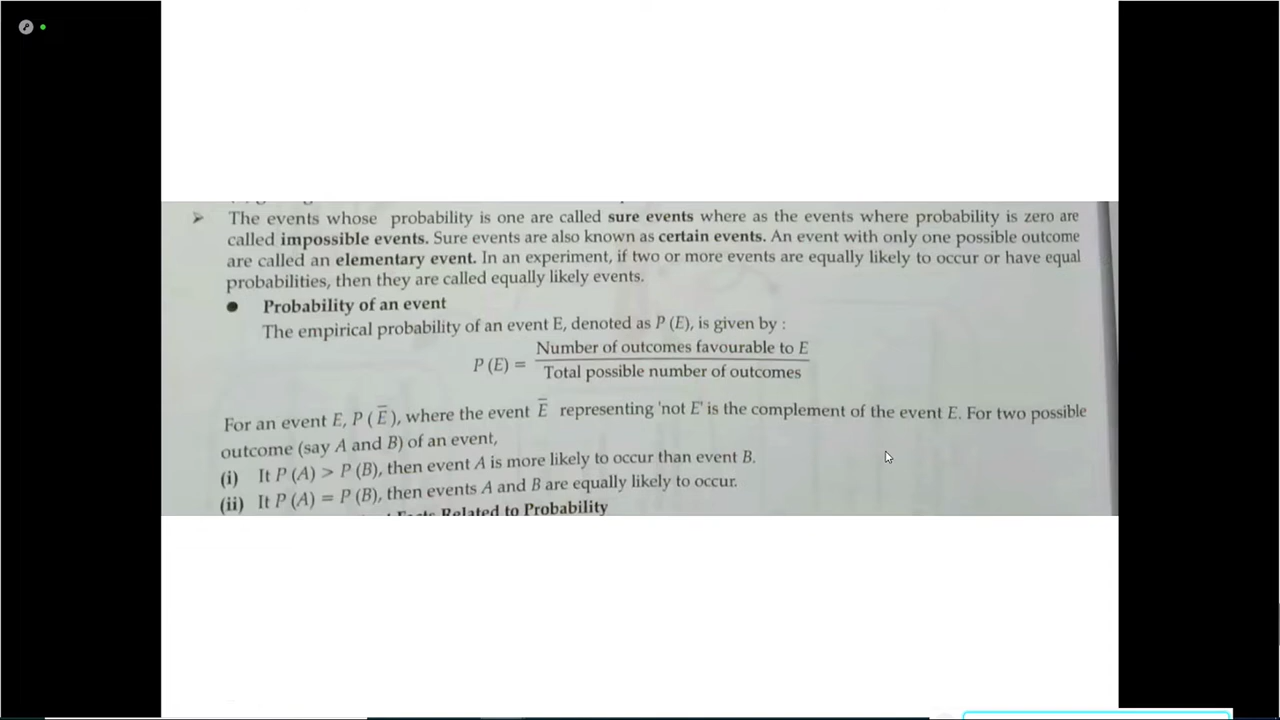 ➢ The events whose probability is one are called sure events where as the events where probability is zero are
called impossible events. Sure events are also known as certain events. An event with only one possible outcome
are called an elementary event. In an experiment, if two or more events are equally likely to occur or have equal
probabilities, then they are called equally likely events.
● Probability of an event
The empirical probability of an event E, denoted as P (E), is given by :
P (E) = Number of outcomes favourable to E
Total possible number of outcomes
For an event E, P ( E̅ ), where the event E̅ representing 'not E' is the complement of the event E. For two possible
outcome (say A and B) of an event,
(i) It P (A) > P (B), then event A is more likely to occur than event B.
(ii) It P (A) = P (B), then events A and B are equally likely to occur.
Facts Related to Probability